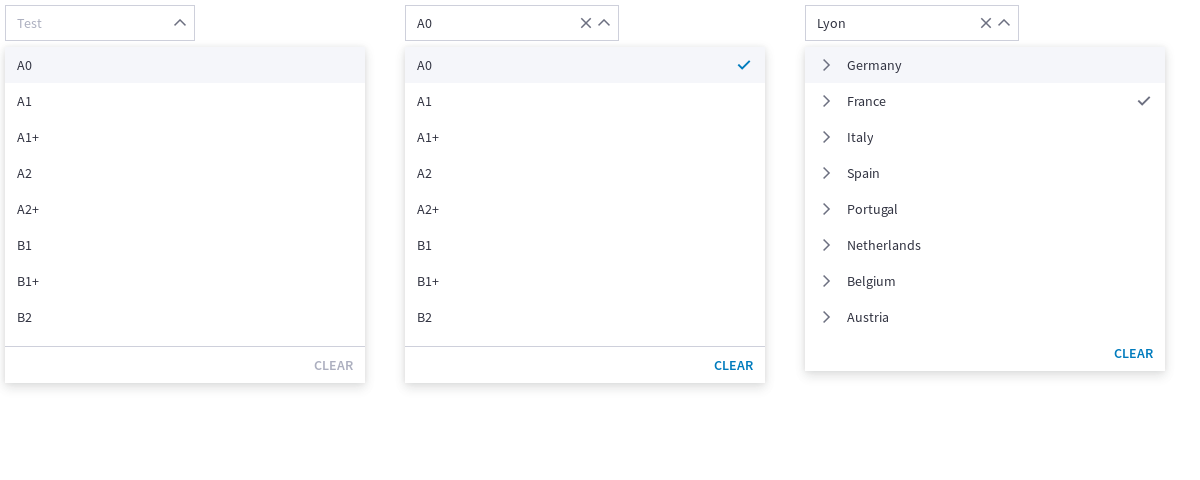 Test
A0
A1
A1+
A2
A2+
B1
B1+
B2
CLEAR
A0
A0
A1
A1+
A2
A2+
B1
B1+
B2
CLEAR
Lyon
Germany
France
Italy
Spain
Portugal
Netherlands
Belgium
Austria
CLEAR